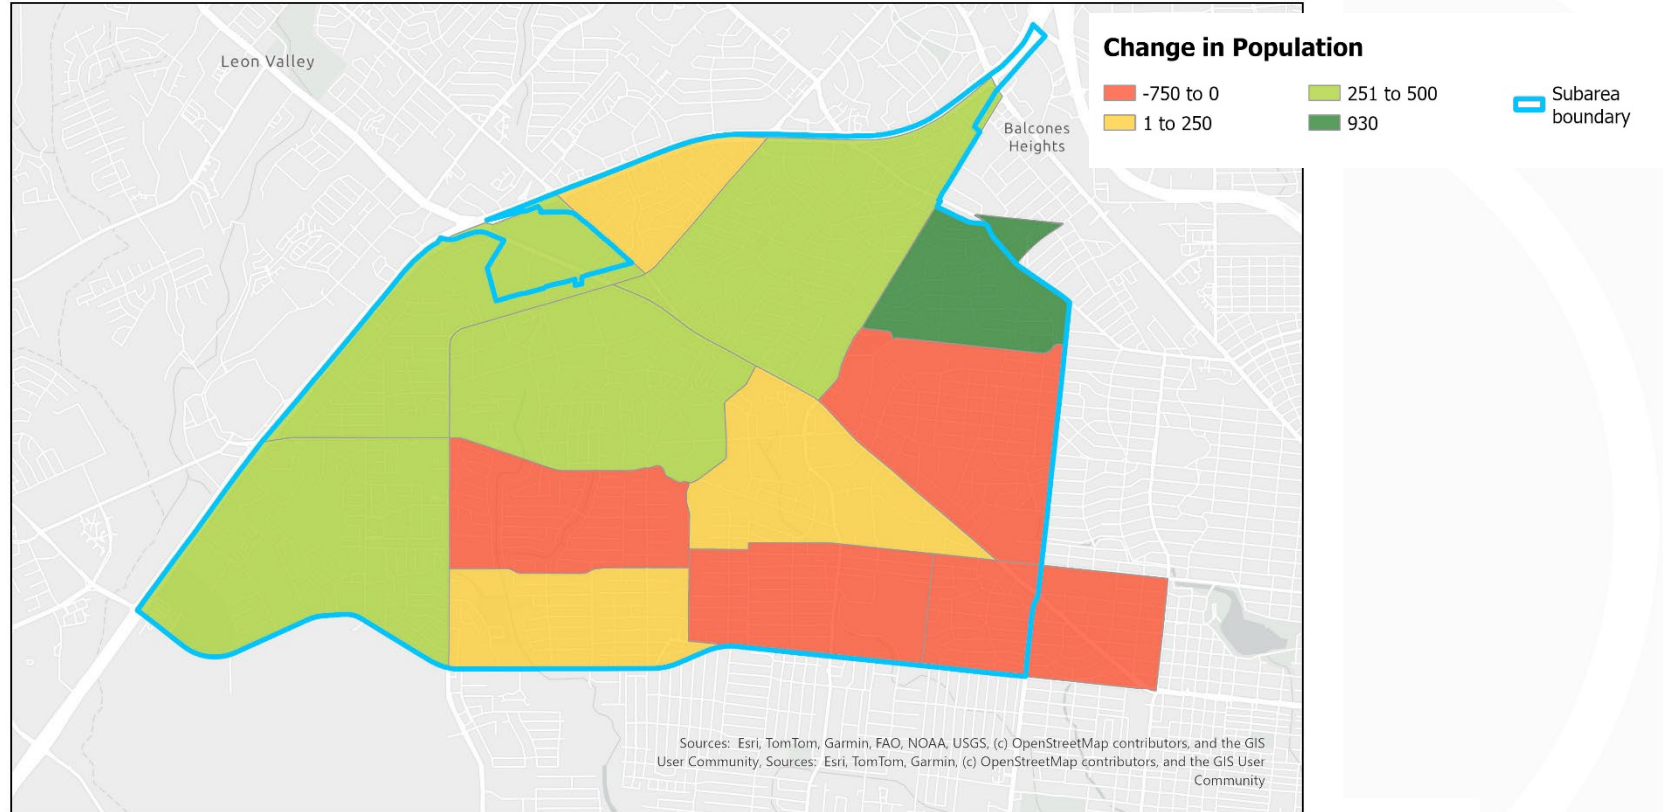 Leon Valley
Balcones
Heights
Change in Population
-750 to 0
1 to 250
251 to 500
930
Subarea
boundary
Sources: Esri, TomTom, Garmin, FAO, NOAA, USGS, (c) OpenStreetMap contributors, and the GIS
User Community, Sources: Esri, TomTom, Garmin, (c) OpenStreetMap contributors, and the GIS User
Community